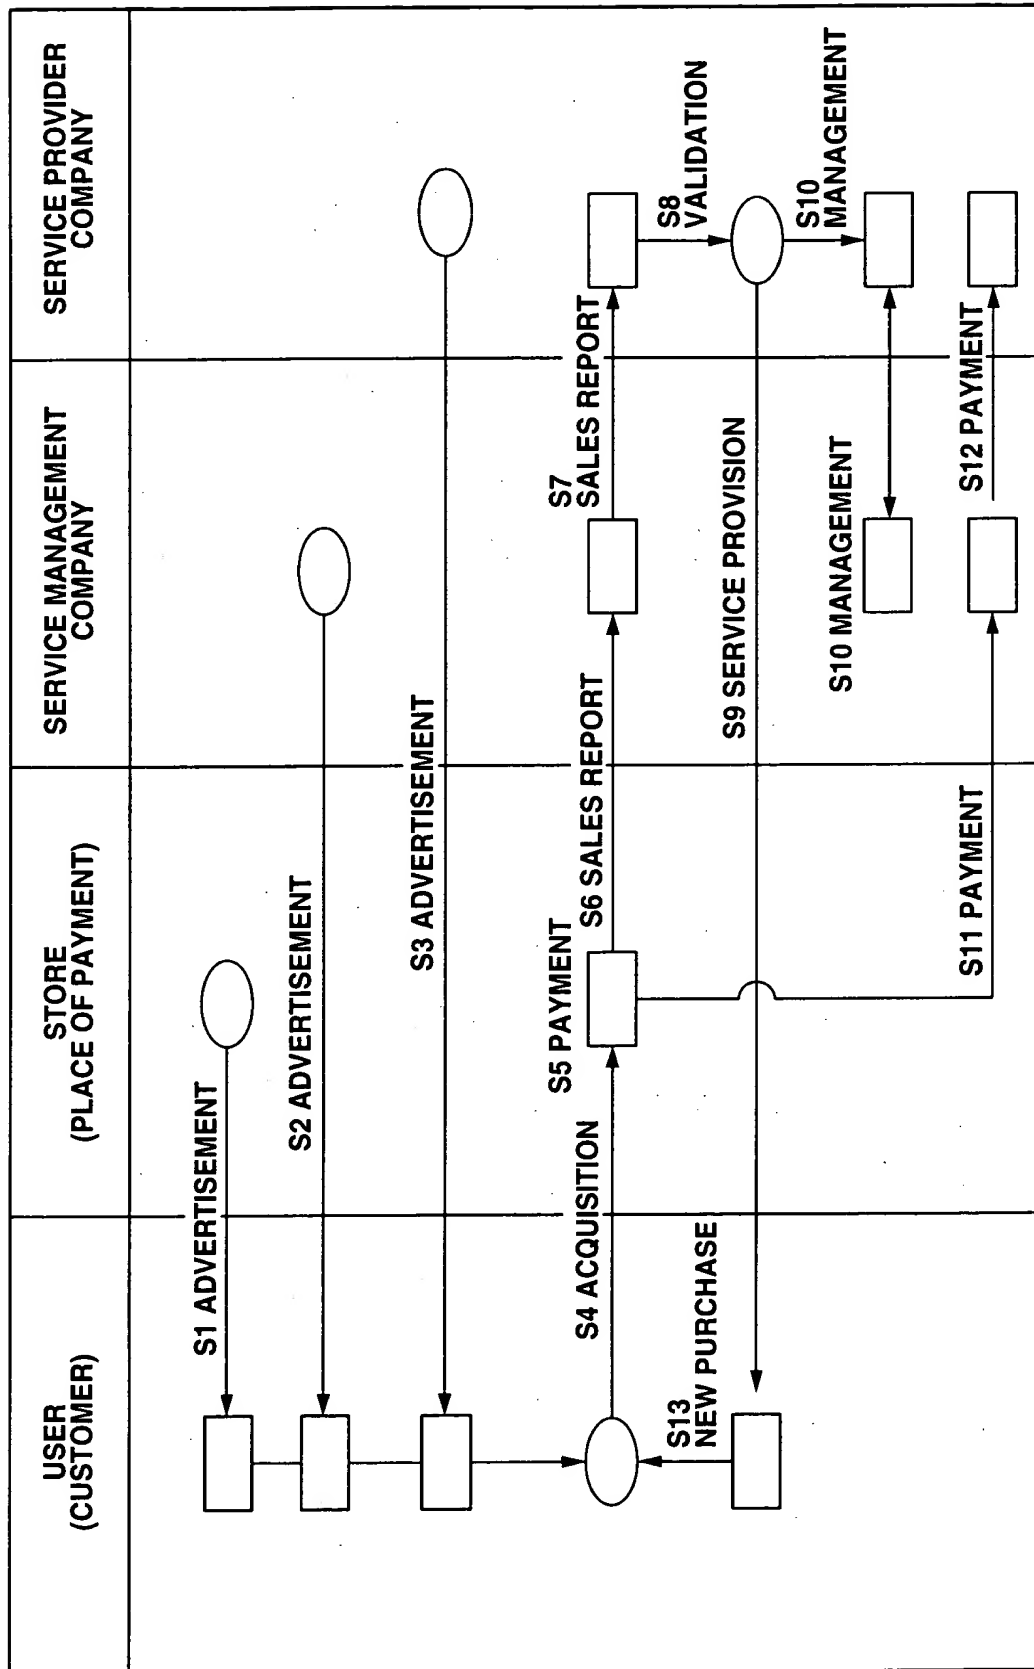 USER
(CUSTOMER)
STORE
(PLACE OF PAYMENT)
SERVICE MANAGEMENT
COMPANY
SERVICE PROVIDER
COMPANY
S1 ADVERTISEMENT
S2 ADVERTISEMENT
S3 ADVERTISEMENT
S4 ACQUISITION
S5 PAYMENT
S6 SALES REPORT
S7
SALES REPORT
S8
VALIDATION
S13
NEW PURCHASE
S9 SERVICE PROVISION
S10
MANAGEMENT
S10 MANAGEMENT
S11 PAYMENT
S12 PAYMENT